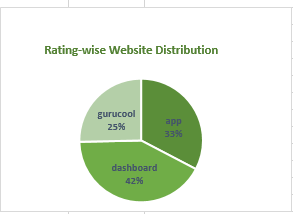 Rating-wise Website Distribution
gurucool
25%
app
33%
dashboard
42%